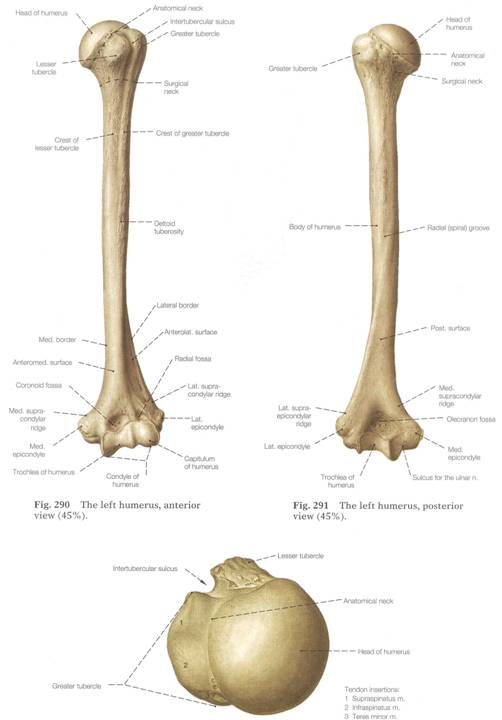 Head of humerus
Anatomical neck
Intertubercular sulcus
Greater tubercle
Lesser
tubercle
Surgical
neck
Crest of
lesser tubercle
Crest of greater tubercle
Deltoid
tuberosity
Lateral border
Med. border
Anterolat. surface
Anteromed. surface
Radial fossa
Coronoid fossa
Lat. supra-
condylar ridge
Med. supra-
condylar
ridge
Lat.
epicondyle
Med.
epicondyle
Capitulum
of humerus
Trochlea of humerus
Condyle of
humerus
Fig. 290 The left humerus, anterior
view (45%).
Head of
humerus
Greater tubercle
Anatomical
neck
Surgical neck
Body of humerus
Radial (spiral) groove
Post. surface
Med.
supracondylar
ridge
Lat. supra-
epicondylar
ridge
Olecranon fossa
Lat. epicondyle
Med.
epicondyle
Trochlea of
humerus
Sulcus for the ulnar n.
Fig. 291 The left humerus, posterior
view (45%).
Lesser tubercle
Intertubercular sulcus
Anatomical neck
1
2
3
Head of humerus
Greater tubercle
Tendon insertions:
1 Supraspinatus m.
2 Infraspinatus m.
3 Teres minor m.